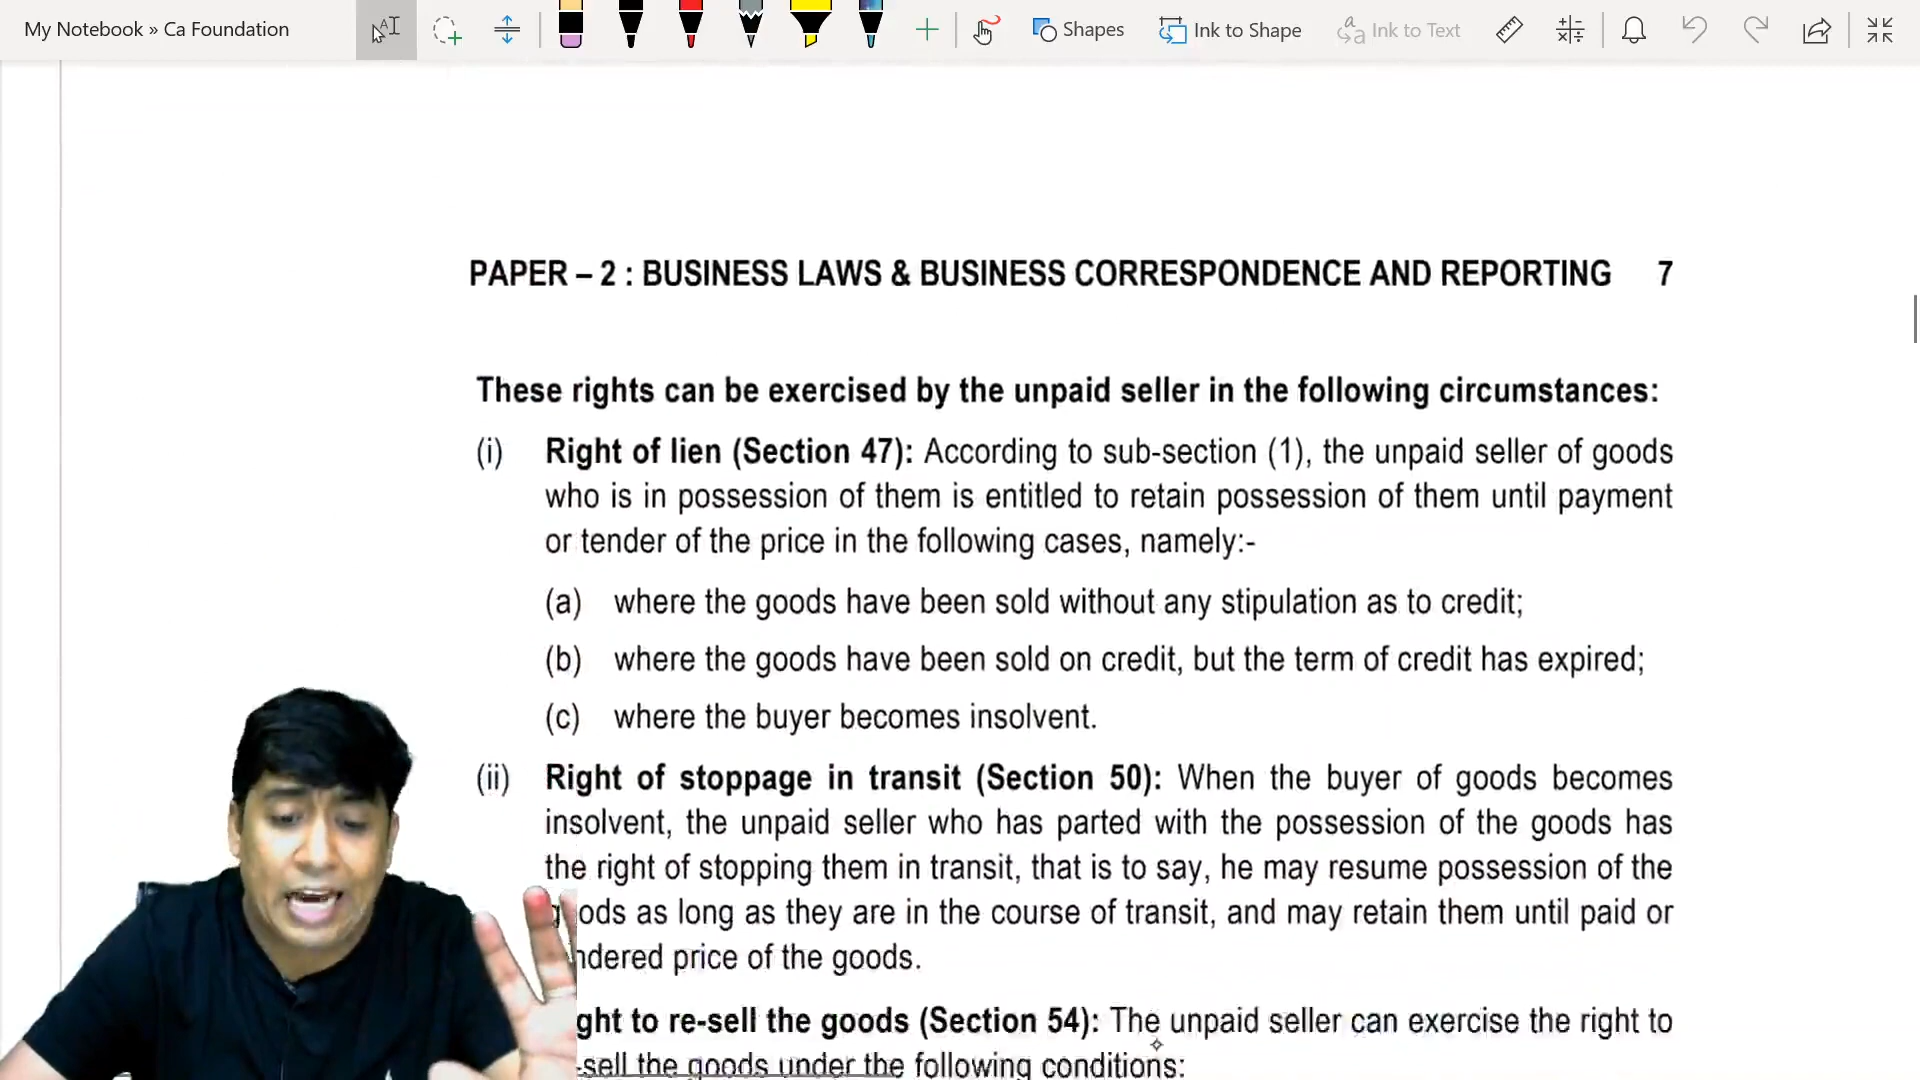 My Notebook » Ca Foundation
Shapes
Ink to Shape
Ink to Text
PAPER – 2 : BUSINESS LAWS & BUSINESS CORRESPONDENCE AND REPORTING 7
These rights can be exercised by the unpaid seller in the following circumstances:
(i) Right of lien (Section 47): According to sub-section (1), the unpaid seller of goods
who is in possession of them is entitled to retain possession of them until payment
or tender of the price in the following cases, namely:-
(a) where the goods have been sold without any stipulation as to credit;
(b) where the goods have been sold on credit, but the term of credit has expired;
(c) where the buyer becomes insolvent.
(ii) Right of stoppage in transit (Section 50): When the buyer of goods becomes
insolvent, the unpaid seller who has parted with the possession of the goods has
the right of stopping them in transit, that is to say, he may resume possession of the
goods as long as they are in the course of transit, and may retain them until paid or
ndered price of the goods.
ght to re-sell the goods (Section 54): The unpaid seller can exercise the right to
-sell the goods under the following conditions: